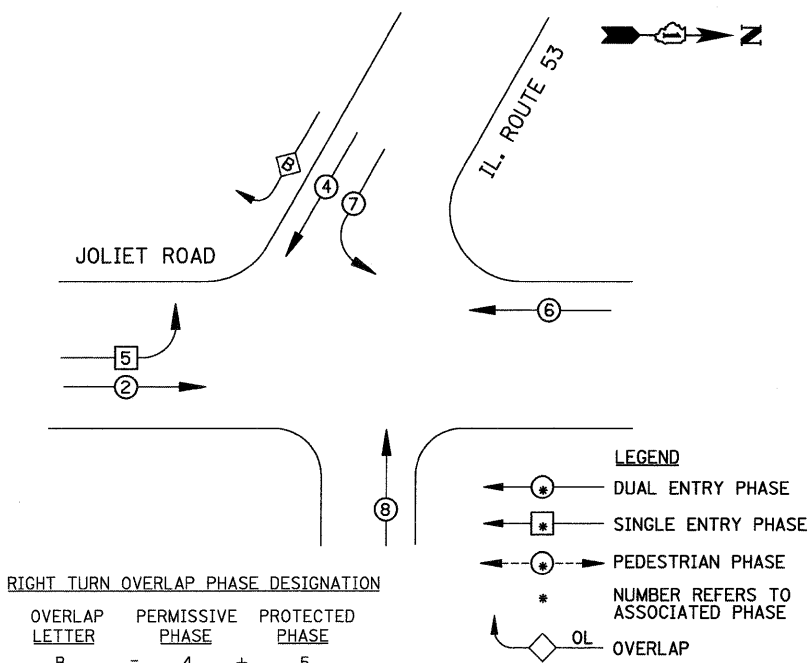 N
IL. ROUTE 53
B
4
7
JOLIET ROAD
6
5
2
8
LEGEND
* DUAL ENTRY PHASE
* SINGLE ENTRY PHASE
* PEDESTRIAN PHASE
* NUMBER REFERS TO
ASSOCIATED PHASE
OL OVERLAP
RIGHT TURN OVERLAP PHASE DESIGNATION
OVERLAP PERMISSIVE PROTECTED
LETTER PHASE PHASE
B = 4 + 5